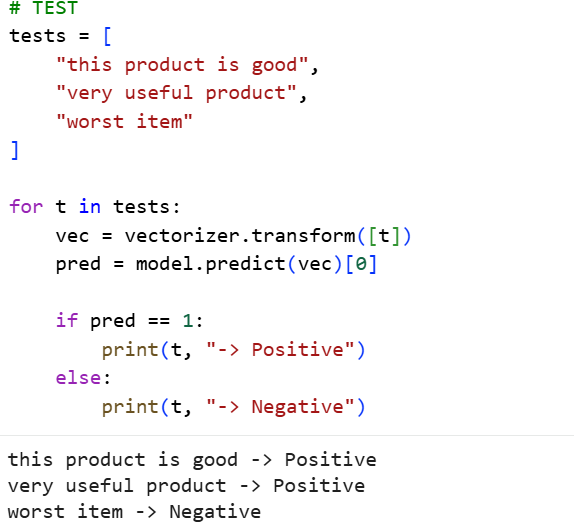 # TEST
tests = [
    "this product is good",
    "very useful product",
    "worst item"
]

for t in tests:
    vec = vectorizer.transform([t])
    pred = model.predict(vec)[0]

    if pred == 1:
        print(t, "-> Positive")
    else:
        print(t, "-> Negative")

this product is good -> Positive
very useful product -> Positive
worst item -> Negative